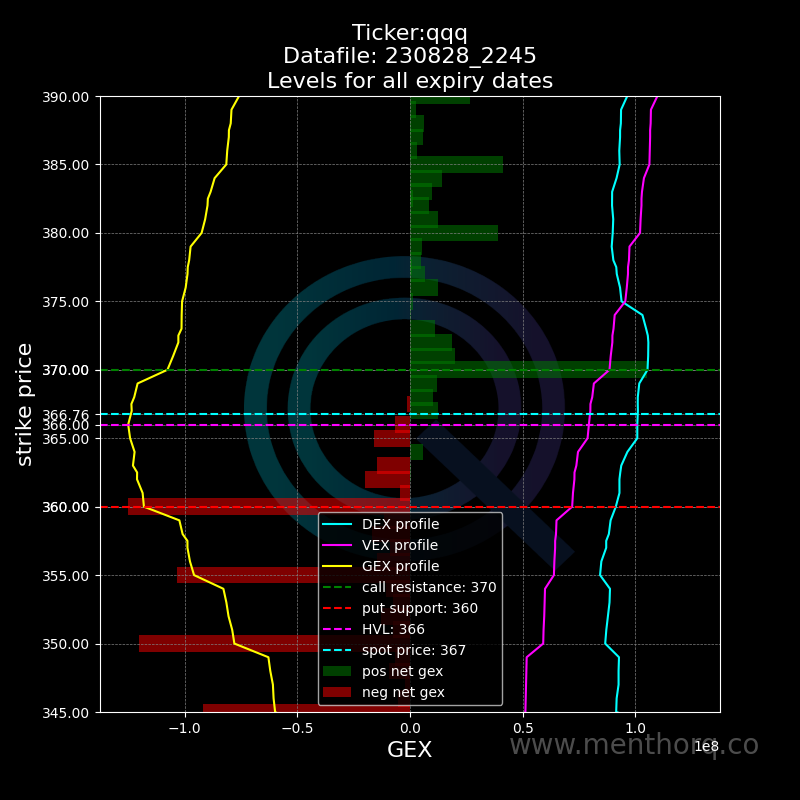 Ticker:qqq
Datafile: 230828_2245
Levels for all expiry dates
390.00
385.00
380.00
375.00
370.00
366.76
366.00
365.00
360.00
355.00
350.00
345.00
strike price
DEX profile
VEX profile
GEX profile
call resistance: 370
put support: 360
HVL: 366
spot price: 367
pos net gex
neg net gex
−1.0 −0.5 0.0 0.5 1.0
1e8
GEX
www.menthorq.co